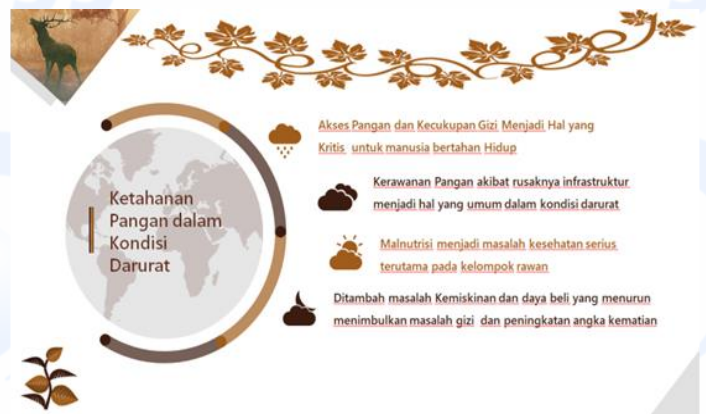 Ketahanan
Pangan dalam
Kondisi
Darurat
Akses Pangan dan Kecukupan Gizi Menjadi Hal yang
Kritis untuk manusia bertahan Hidup
Kerawanan Pangan akibat rusaknya infrastruktur
menjadi hal yang umum dalam kondisi darurat
Malnutrisi menjadi masalah kesehatan serius
terutama pada kelompok rawan
Ditambah masalah Kemiskinan dan daya beli yang menurun
menimbulkan masalah gizi dan peningkatan angka kematian